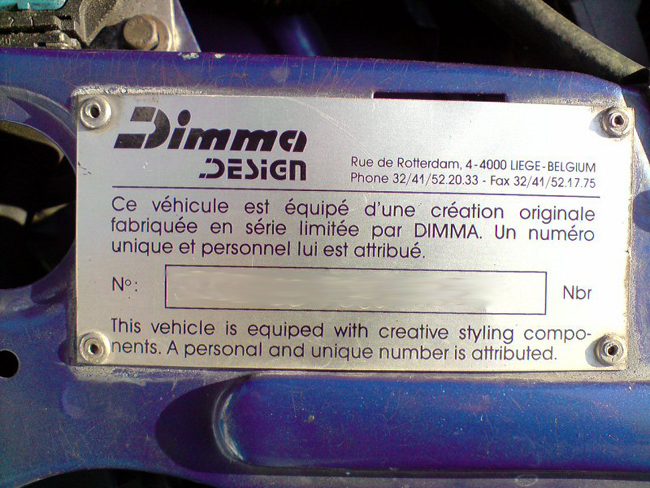 Dimma
DESIGN
Rue de Rotterdam, 4-4000 LIEGE-BELGIUM
Phone 32/41/52.20.33 - Fax 32/41/52.17.75
Ce véhicule est équipé d'une création originale
fabriquée en série limitée par DIMMA. Un numéro
unique et personnel lui est attribué.
No: Nbr
This vehicle is equiped with creative styling compo-
nents. A personal and unique number is attributed.